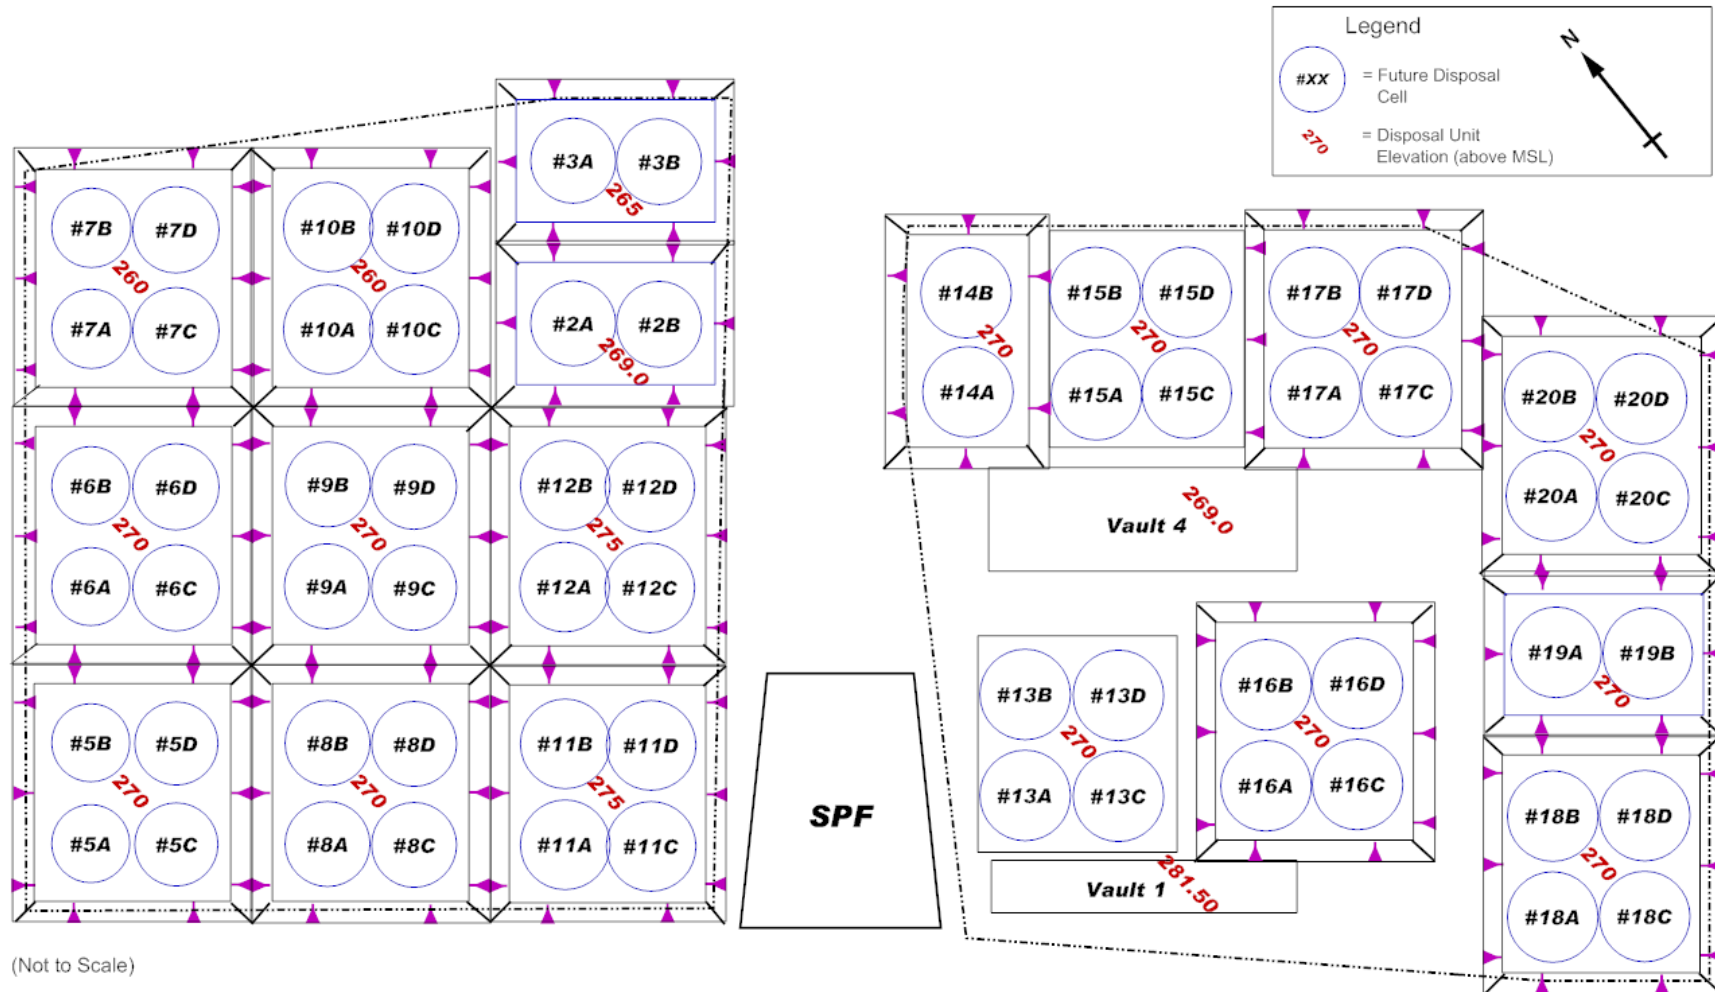 Legend
N
#XX
= Future Disposal
Cell
270
= Disposal Unit
Elevation (above MSL)
#3A #3B
265
#2A #2B
269.0
#7B #7D
260
#7A #7C
#10B #10D
260
#10A #10C
#6B #6D
270
#6A #6C
#9B #9D
270
#9A #9C
#12B #12D
275
#12A #12C
#5B #5D
270
#5A #5C
#8B #8D
270
#8A #8C
#11B #11D
275
#11A #11C
SPF
#14B
270
#14A
#15B #15D
270
#15A #15C
#17B #17D
270
#17A #17C
Vault 4
269.0
#20B #20D
270
#20A #20C
#19A #19B
270
#13B #13D
270
#13A #13C
#16B #16D
270
#16A #16C
Vault 1
281.50
#18B #18D
270
#18A #18C
(Not to Scale)